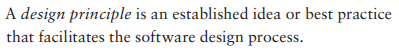 A design principle is an established idea or best practice
that facilitates the software design process.